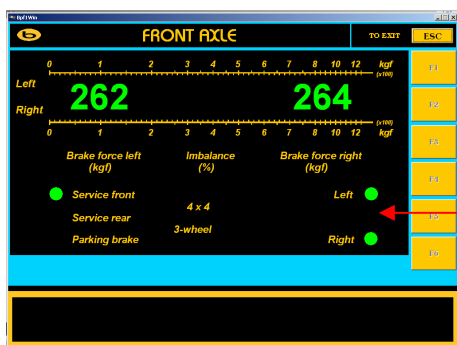 Bpf1Win
FRONT AXLE
TO EXIT
ESC
0 1 2 3 4 5 6 7 8 10 12 kgf
(x100)
Left
262 264
Right
(x100)
0 1 2 3 4 5 6 7 8 10 12 kgf
Brake force left Imbalance Brake force right
(kgf) (%) (kgf)
Service front Left
4 x 4
Service rear
3-wheel
Parking brake Right
F1
F2
F3
F4
F5
F6